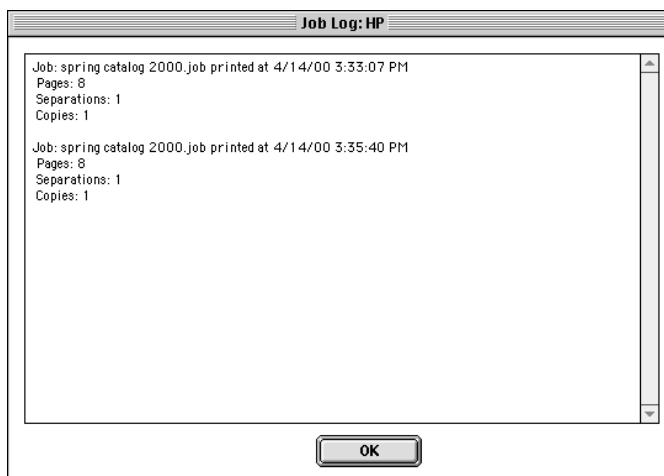 Job Log: HP
Job: spring catalog 2000.job printed at 4/14/00 3:33:07 PM
Pages: 8
Separations: 1
Copies: 1
Job: spring catalog 2000.job printed at 4/14/00 3:35:40 PM
Pages: 8
Separations: 1
Copies: 1
OK